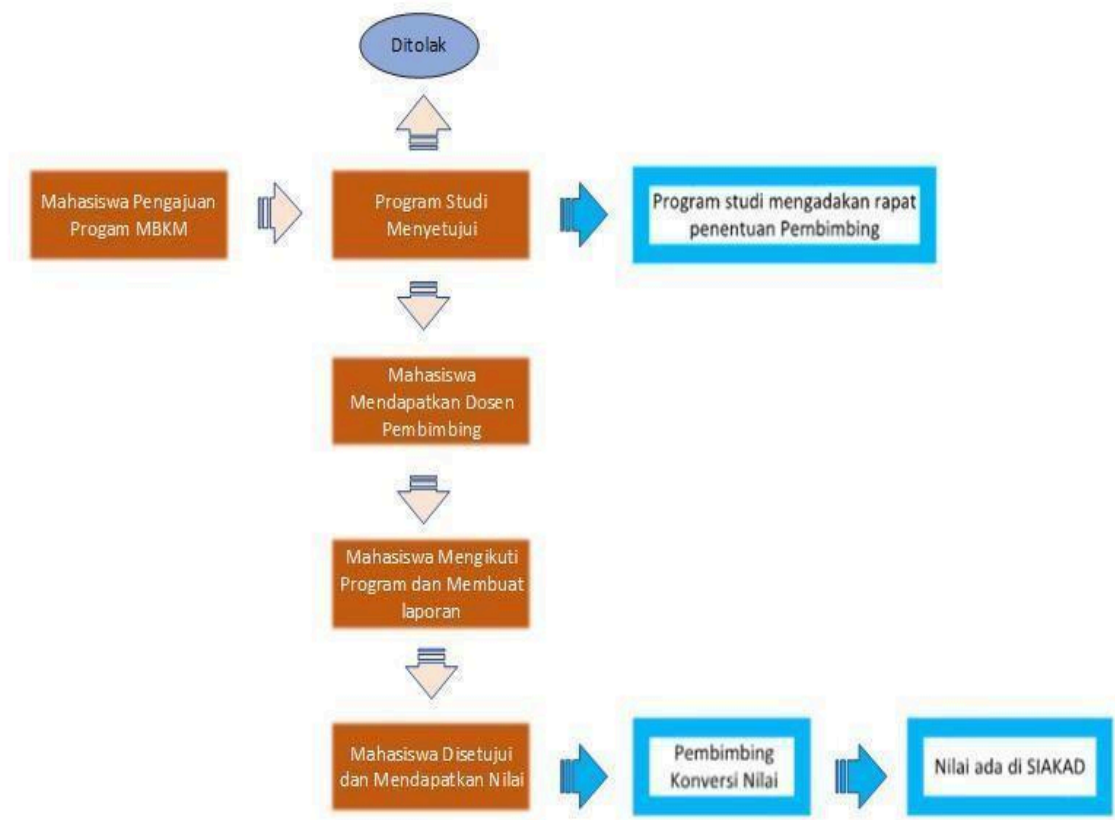 Ditolak
Mahasiswa Pengajuan
Progam MBKM
Program Studi
Menyetujui
Program studi mengadakan rapat
penentuan Pembimbing
Mahasiswa
Mendapatkan Dosen
Pembimbing
Mahasiswa Mengikuti
Program dan Membuat
laporan
Mahasiswa Disetujui
dan Mendapatkan Nilai
Pembimbing
Konversi Nilai
Nilai ada di SIAKAD